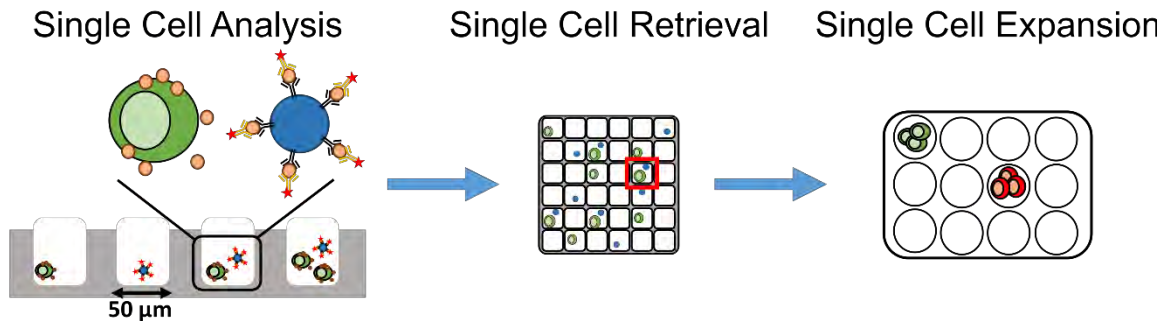 Single Cell Analysis
Single Cell Retrieval
Single Cell Expansion
50 μm